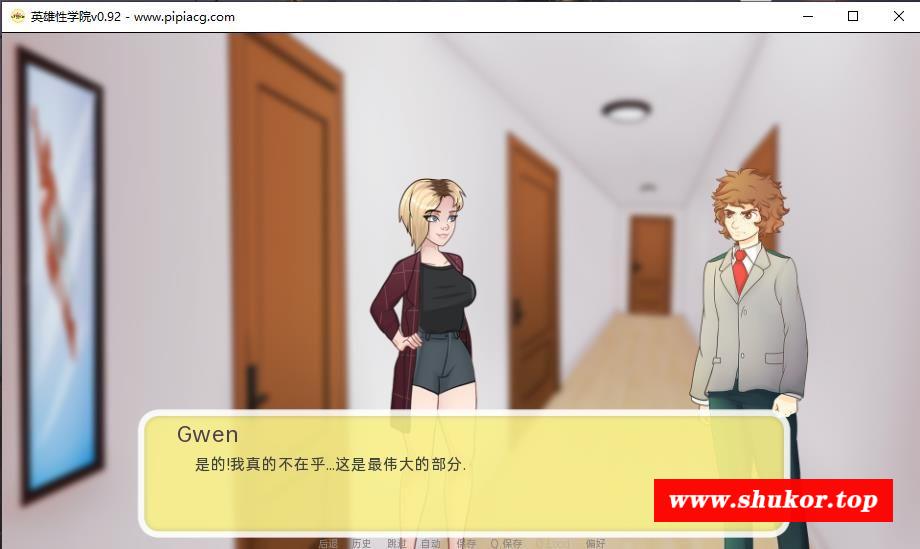 英雄性学院v0.92 - www.pipiacg.com
Gwen
是的!我真的不在乎...这是最伟大的部分.
www.shukor.top
后退 历史 跳过 自动 保存 Q.保存 Q.Load 偏好